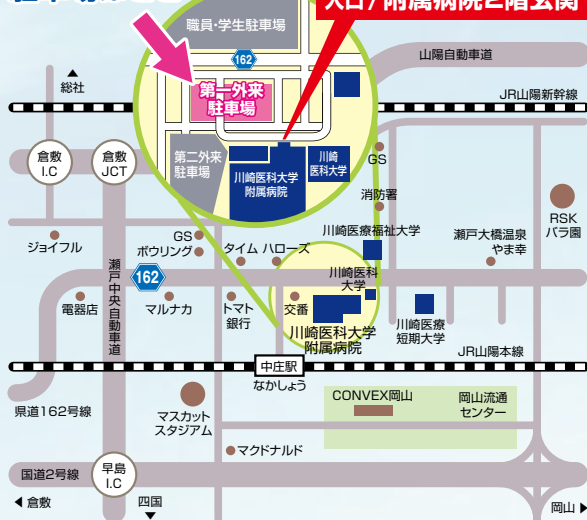 入口/附属病院2階玄関
職員・学生駐車場
162
第一外来
駐車場
第二外来
駐車場
川崎医科大学
附属病院
川崎
医科大学
山陽自動車道
総社
JR山陽新幹線
倉敷
I.C
倉敷
JCT
GS
消防署
川崎医療福祉大学
RSK
バラ園
瀬戸大橋温泉
やま幸
ジョイフル
GS
ボウリング
タイム
ハローズ
162
瀬戸中央自動車道
川崎医科
大学
電器店
マルナカ
トマト
銀行
交番
川崎医科大学
附属病院
川崎医療
短期大学
JR山陽本線
中庄駅
なかしょう
県道162号線
マスカット
スタジアム
CONVEX岡山
岡山流通
センター
マクドナルド
国道2号線
早島
I.C
倉敷
四国
岡山